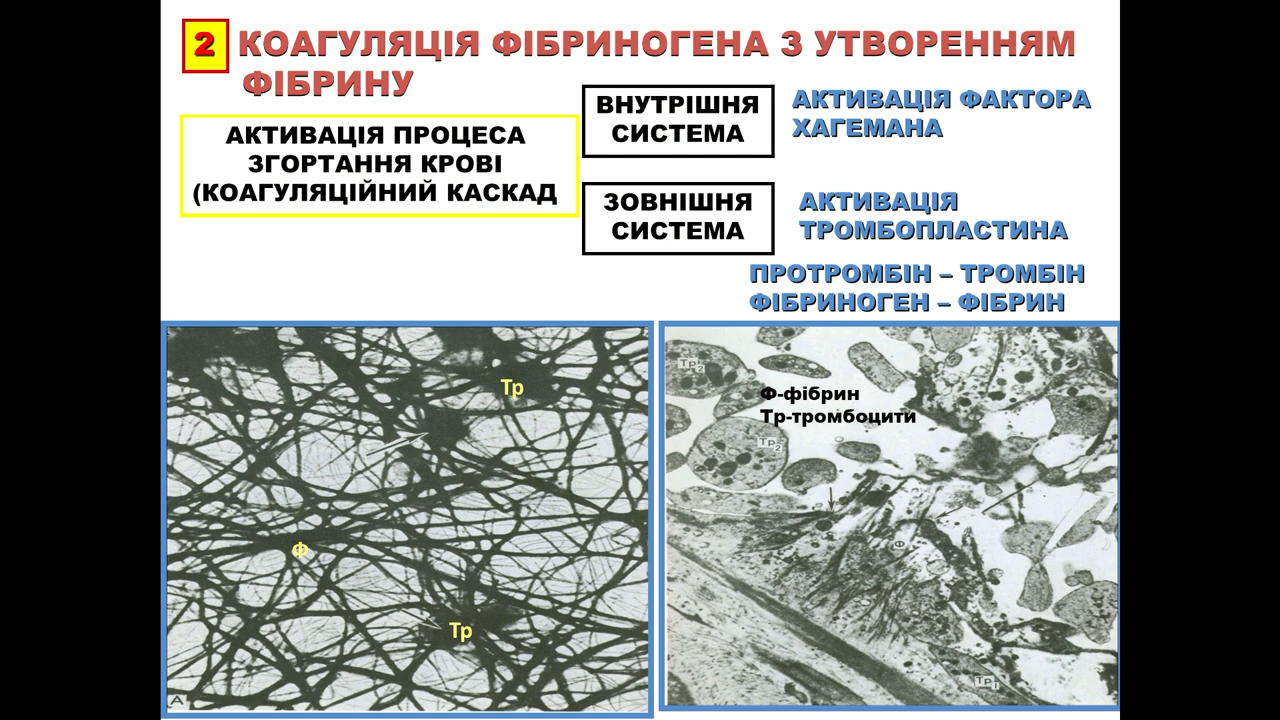 2 КОАГУЛЯЦІЯ ФІБРИНОГЕНА З УТВОРЕННЯМ
ФІБРИНУ
АКТИВАЦІЯ ПРОЦЕСА
ЗГОРТАННЯ КРОВІ
(КОАГУЛЯЦІЙНИЙ КАСКАД
ВНУТРІШНЯ
СИСТЕМА
АКТИВАЦІЯ ФАКТОРА
ХАГЕМАНА
ЗОВНІШНЯ
СИСТЕМА
АКТИВАЦІЯ
ТРОМБОПЛАСТИНА
ПРОТРОМБІН – ТРОМБІН
ФІБРИНОГЕН – ФІБРИН
Тр
Ф
Тр
А
Тр2
Ф-фібрин
Тр-тромбоцити
Тр2
Ф
Тр1